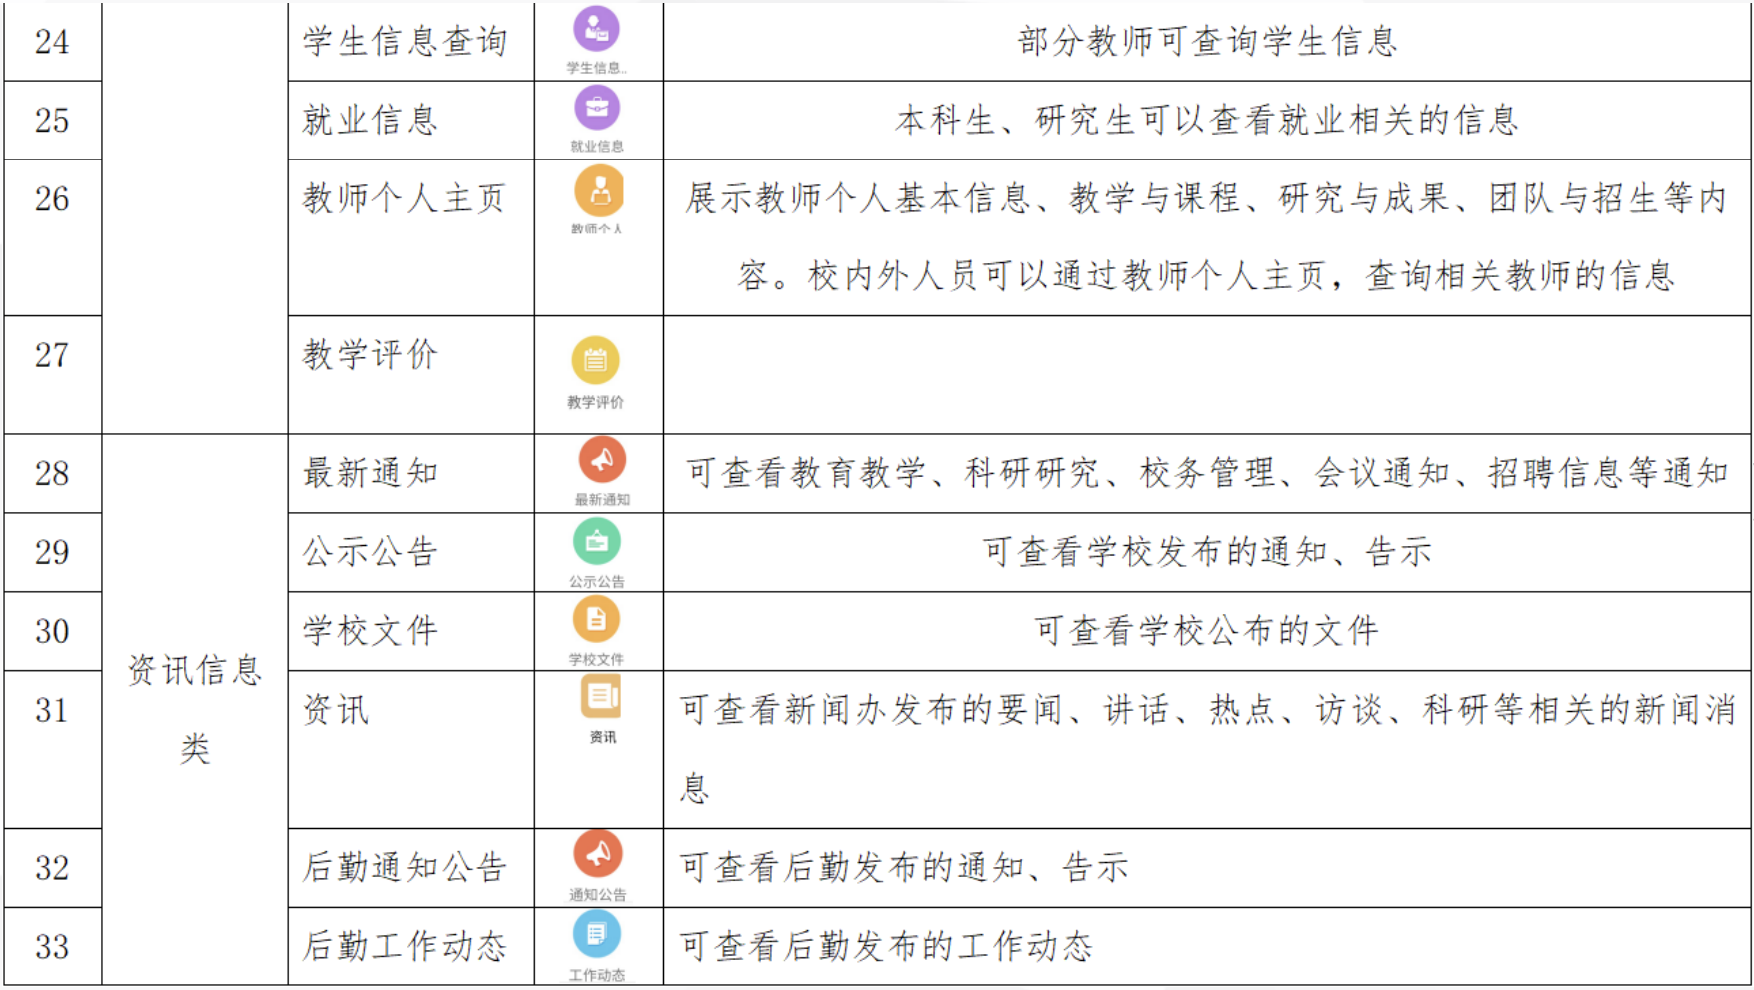 24 学生信息查询 学生信息.. 部分教师可查询学生信息
25 就业信息 就业信息 本科生、研究生可以查看就业相关的信息
26 教师个人主页 教师个人 展示教师个人基本信息、教学与课程、研究与成果、团队与招生等内
容。校内外人员可以通过教师个人主页，查询相关教师的信息
27 教学评价 教学评价
资讯信息
类
28 最新通知 最新通知 可查看教育教学、科研研究、校务管理、会议通知、招聘信息等通知
29 公示公告 公示公告 可查看学校发布的通知、告示
30 学校文件 学校文件 可查看学校公布的文件
31 资讯 资讯 可查看新闻办发布的要闻、讲话、热点、访谈、科研等相关的新闻消
息
32 后勤通知公告 通知公告 可查看后勤发布的通知、告示
33 后勤工作动态 工作动态 可查看后勤发布的工作动态